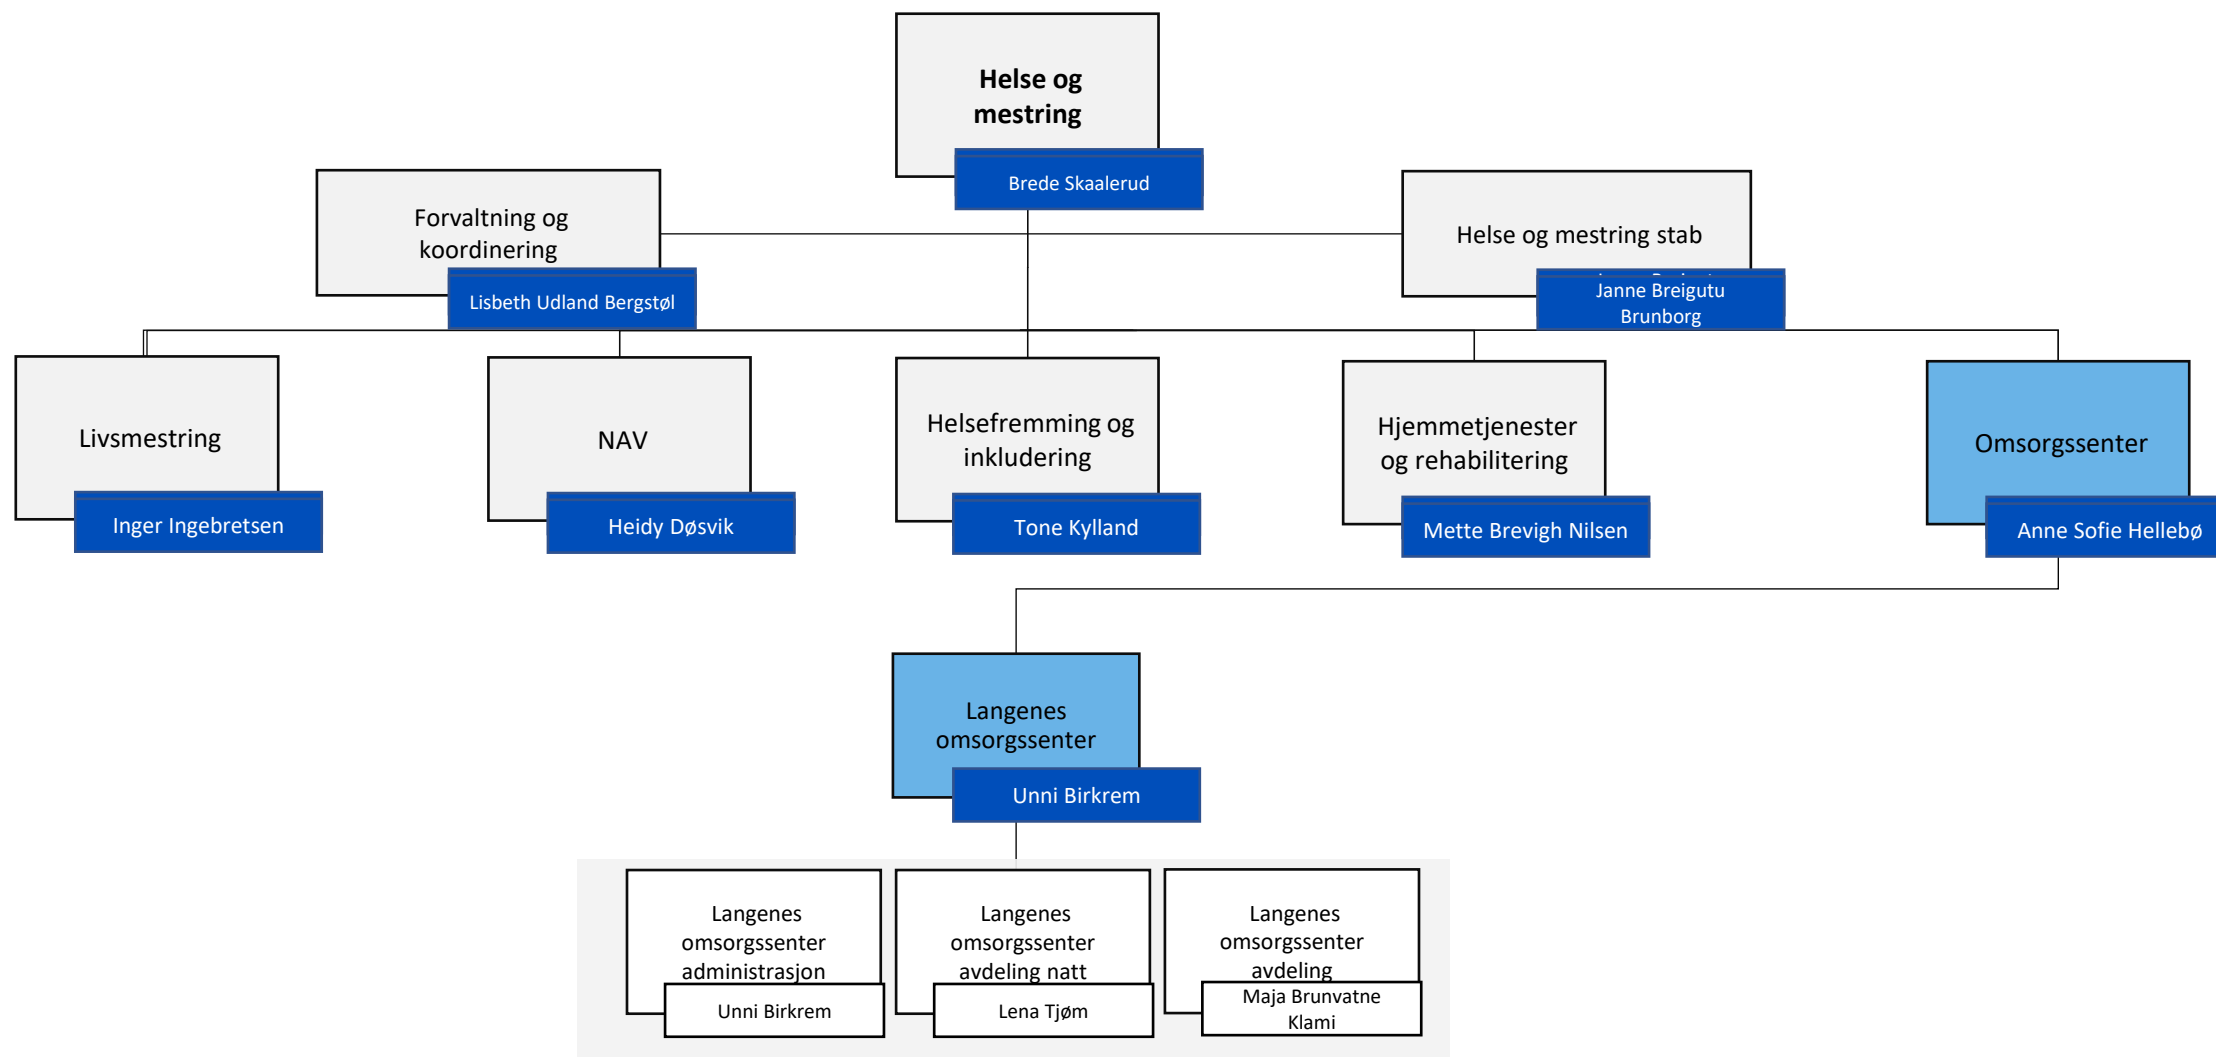 Helse og
mestring
Brede Skaalerud
Forvaltning og
koordinering
Lisbeth Udland Bergstøl
Helse og mestring stab
Janne Breigutu
Brunborg
Livsmestring
Inger Ingebretsen
NAV
Heidy Døsvik
Helsefremming og
inkludering
Tone Kylland
Hjemmetjenester
og rehabilitering
Mette Brevigh Nilsen
Omsorgssenter
Anne Sofie Hellebø
Langenes
omsorgssenter
Unni Birkrem
Langenes
omsorgssenter
administrasjon
Unni Birkrem
Langenes
omsorgssenter
avdeling natt
Lena Tjøm
Langenes
omsorgssenter
avdeling
Maja Brunvatne
Klami